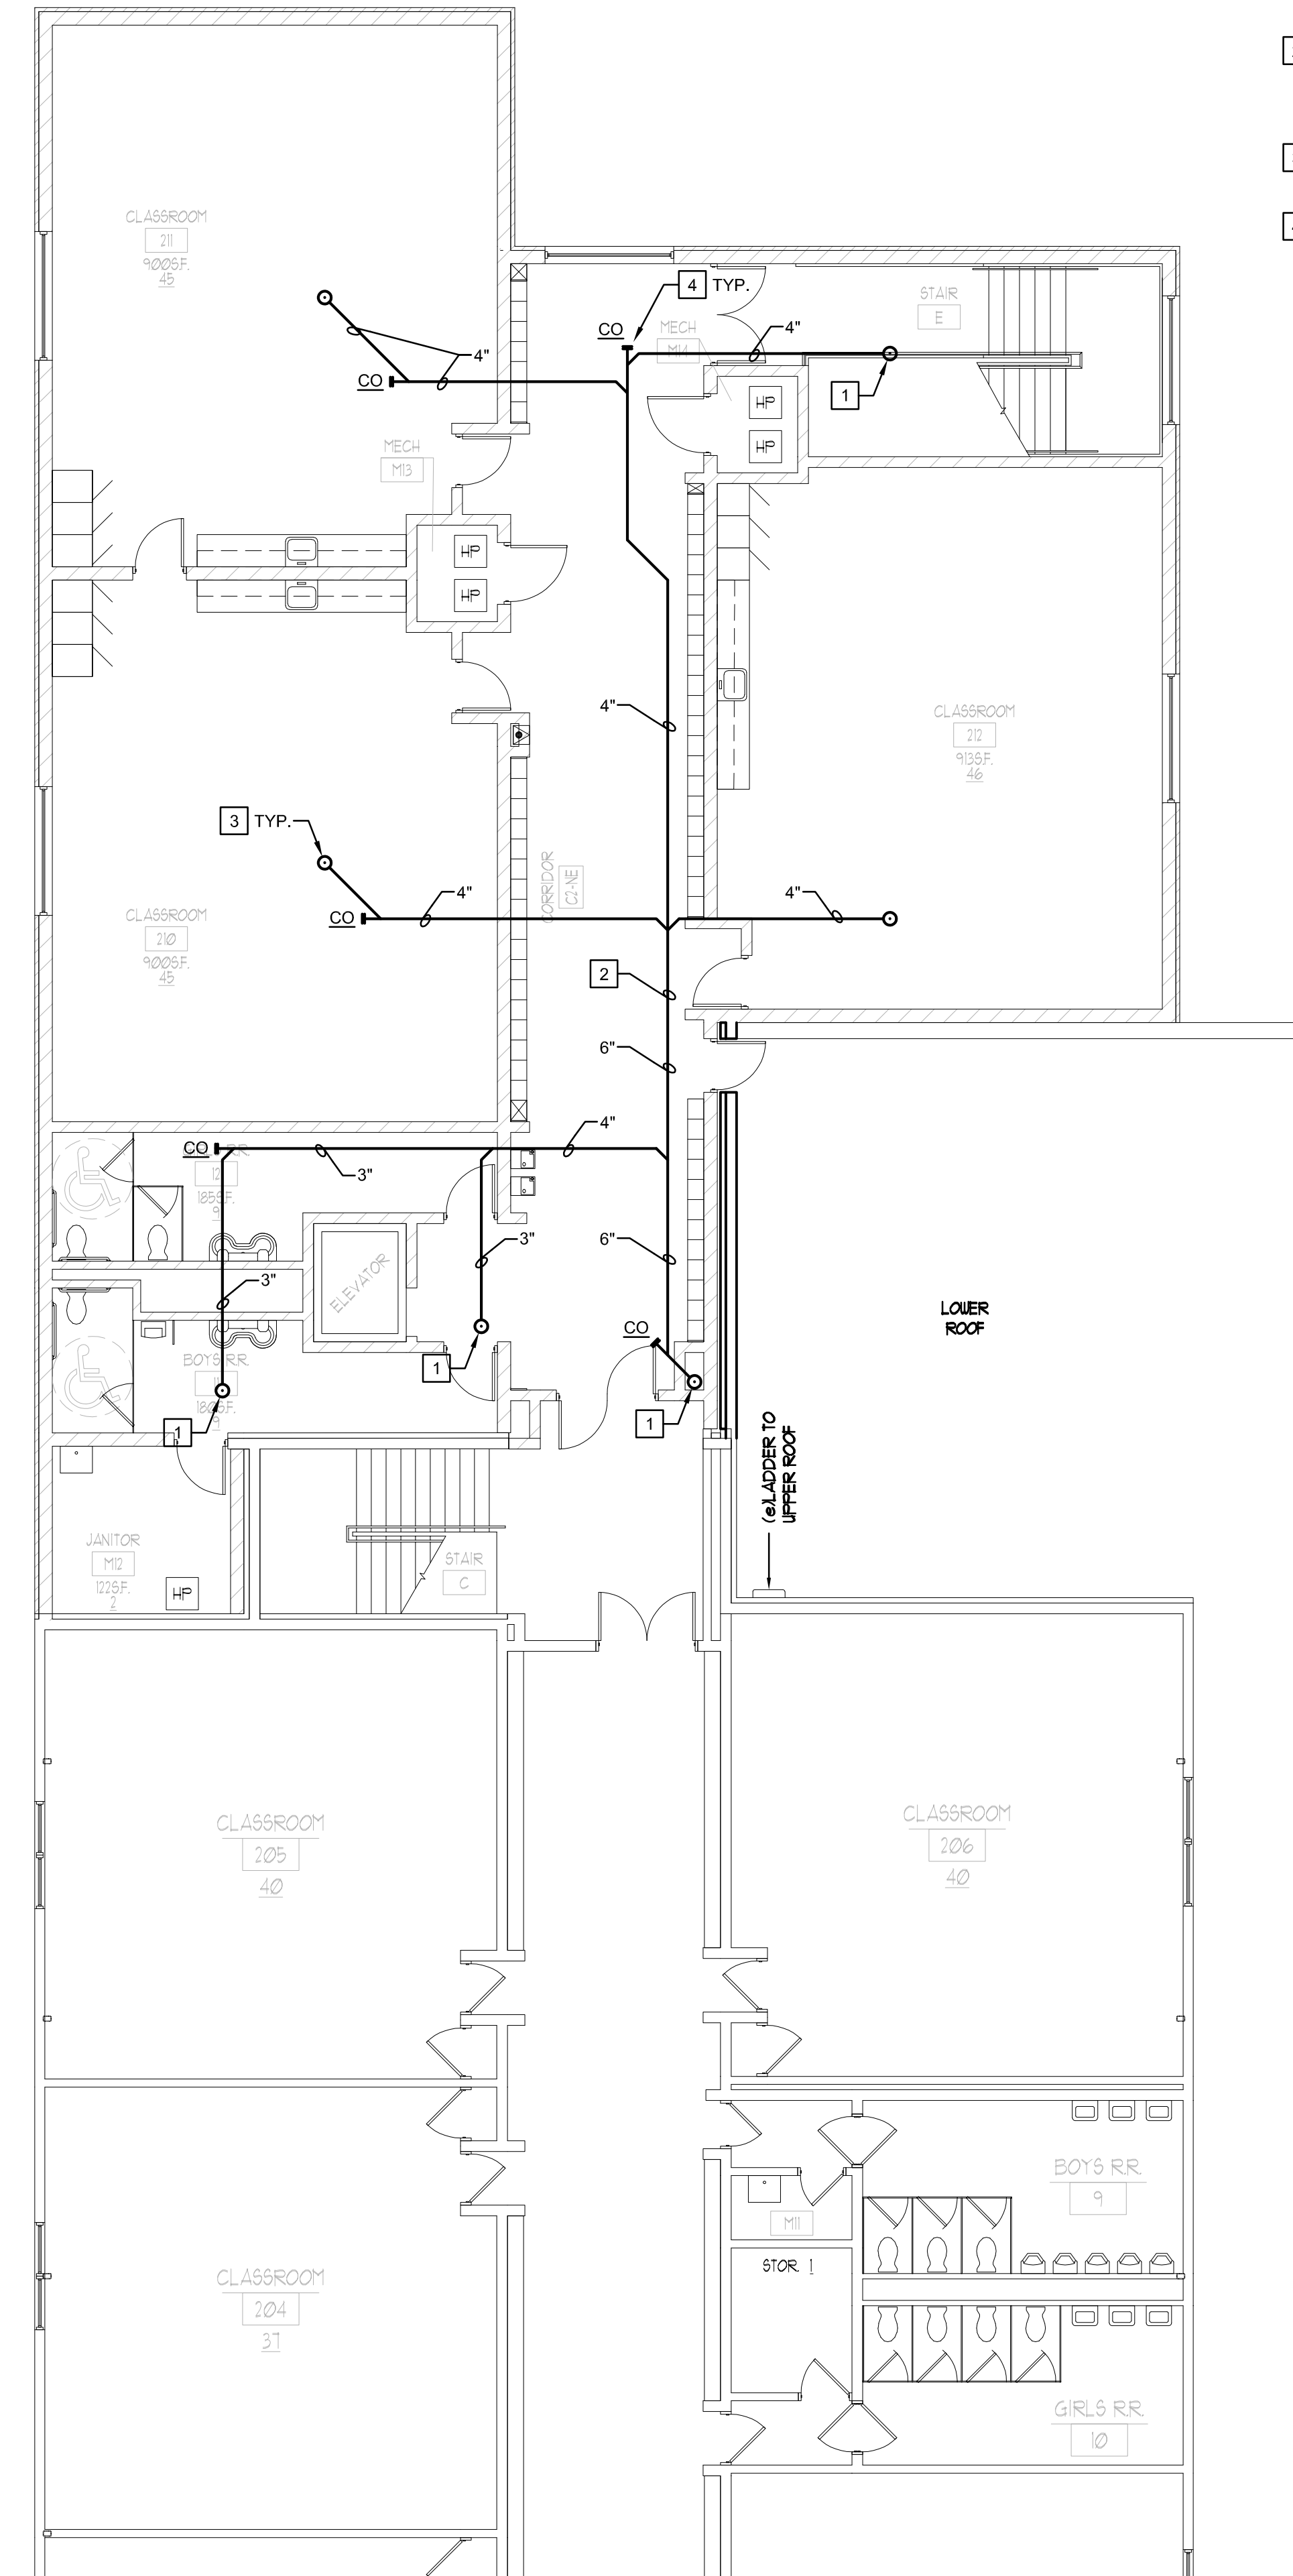 CLASSROOM
211
900S.F.
45
4 TYP.
CO
MECH
M14
4"
STAIR
E
4"
CO
1
HP
HP
MECH
M13
HP
HP
4"
CLASSROOM
212
913S.F.
46
3 TYP.
CORRIDOR
C2-NE
4"
4"
CO
CLASSROOM
210
900S.F.
45
2
6"
4"
CO
R.R.
12
185S.F.
3"
3"
6"
3"
ELEVATOR
LOWER
ROOF
CO
1
BOYS R.R.
180S.F.
9
1
1
(e)LADDER TO
UPPER ROOF
JANITOR
M12
122S.F.
2
HP
STAIR
C
CLASSROOM
205
40
CLASSROOM
206
40
BOYS R.R.
9
M11
STOR. 1
CLASSROOM
204
37
GIRLS R.R.
10